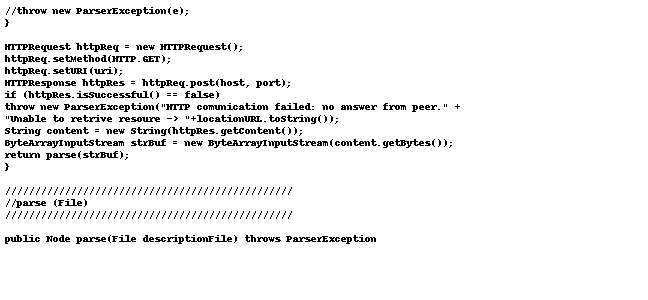 //throw new ParserException(e);
}
HTTPRequest httpReq = new HTTPRequest();
httpReq.setMethod(HTTP.GET);
httpReq.setURI(uri);
HTTPResponse httpRes = httpReq.post(host, port);
if (httpRes.isSuccessful() == false)
throw new ParserException("HTTP comunication failed: no answer from peer." +
"Unable to retrive resoure -> "+locationURL.toString());
String content = new String(httpRes.getContent());
ByteArrayInputStream strBuf = new ByteArrayInputStream(content.getBytes());
return parse(strBuf);
}
////////////////////////////////////////////////
//parse (File)
////////////////////////////////////////////////
public Node parse(File descriptionFile) throws ParserException